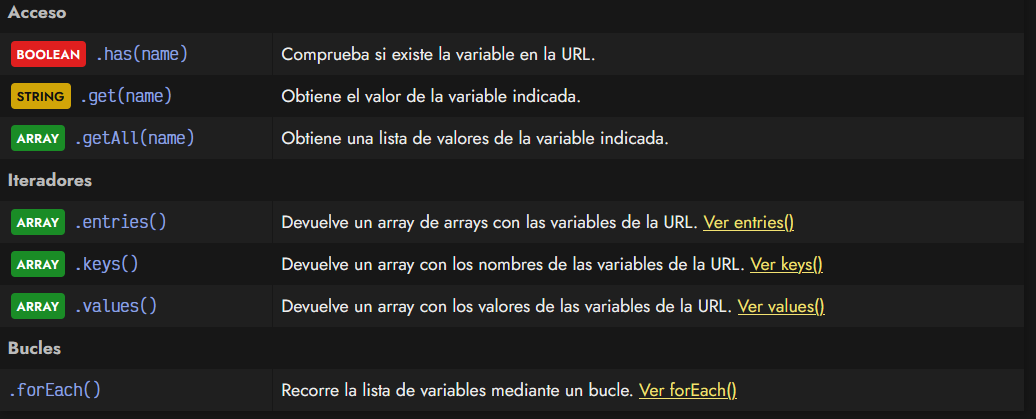 Acceso
BOOLEAN .has(name) Comprueba si existe la variable en la URL.
STRING .get(name) Obtiene el valor de la variable indicada.
ARRAY .getAll(name) Obtiene una lista de valores de la variable indicada.
Iteradores
ARRAY .entries() Devuelve un array de arrays con las variables de la URL. Ver entries()
ARRAY .keys() Devuelve un array con los nombres de las variables de la URL. Ver keys()
ARRAY .values() Devuelve un array con los valores de las variables de la URL. Ver values()
Bucles
.forEach() Recorre la lista de variables mediante un bucle. Ver forEach()